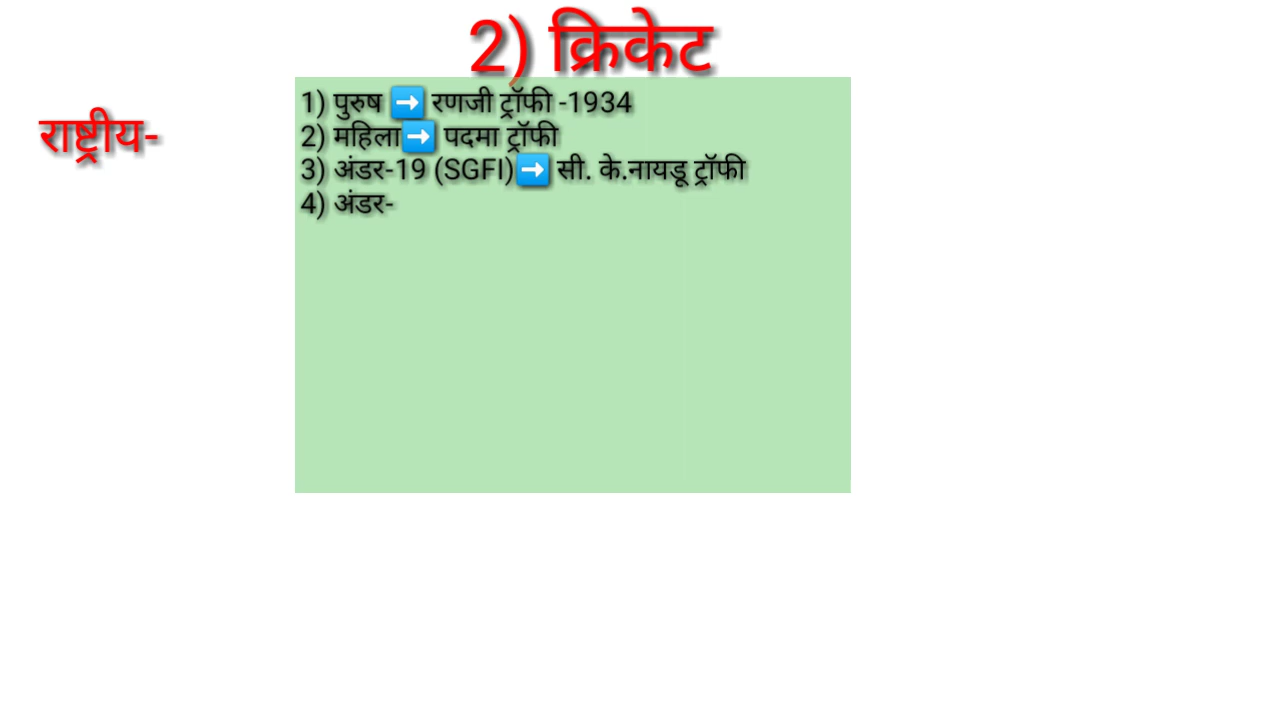 2) क्रिकेट
राष्ट्रीय-
1) पुरुष ➡️ रणजी ट्रॉफी -1934
2) महिला➡️ पदमा ट्रॉफी
3) अंडर-19 (SGFI)➡️ सी. के.नायडू ट्रॉफी
4) अंडर-